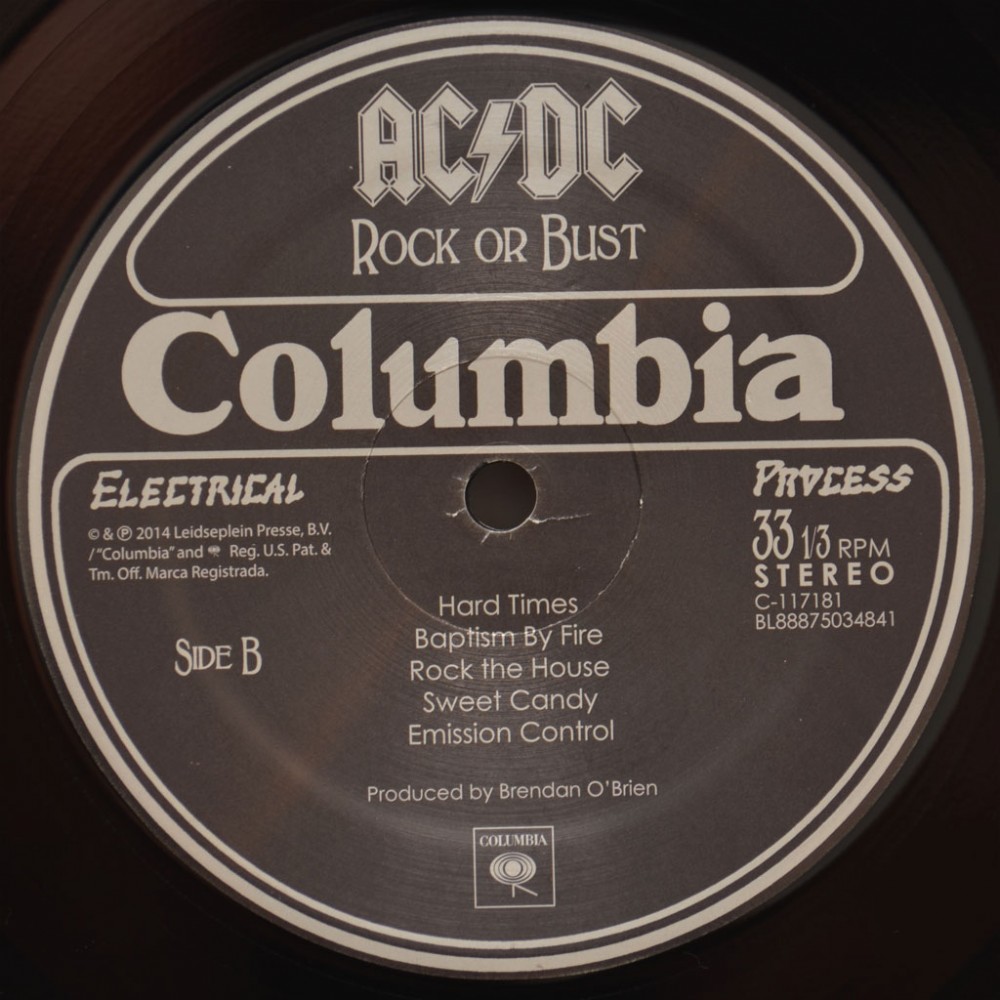 AC/DC
ROCK OR BUST
Columbia
ELECTRICAL
© & ℗ 2014 Leidseplein Presse, B.V.
/ "Columbia" and Reg. U.S. Pat. &
Tm. Off. Marca Registrada.
PROCESS
33 1/3 RPM
STEREO
C-117181
BL88875034841
SIDE B
Hard Times
Baptism By Fire
Rock the House
Sweet Candy
Emission Control
Produced by Brendan O'Brien
COLUMBIA